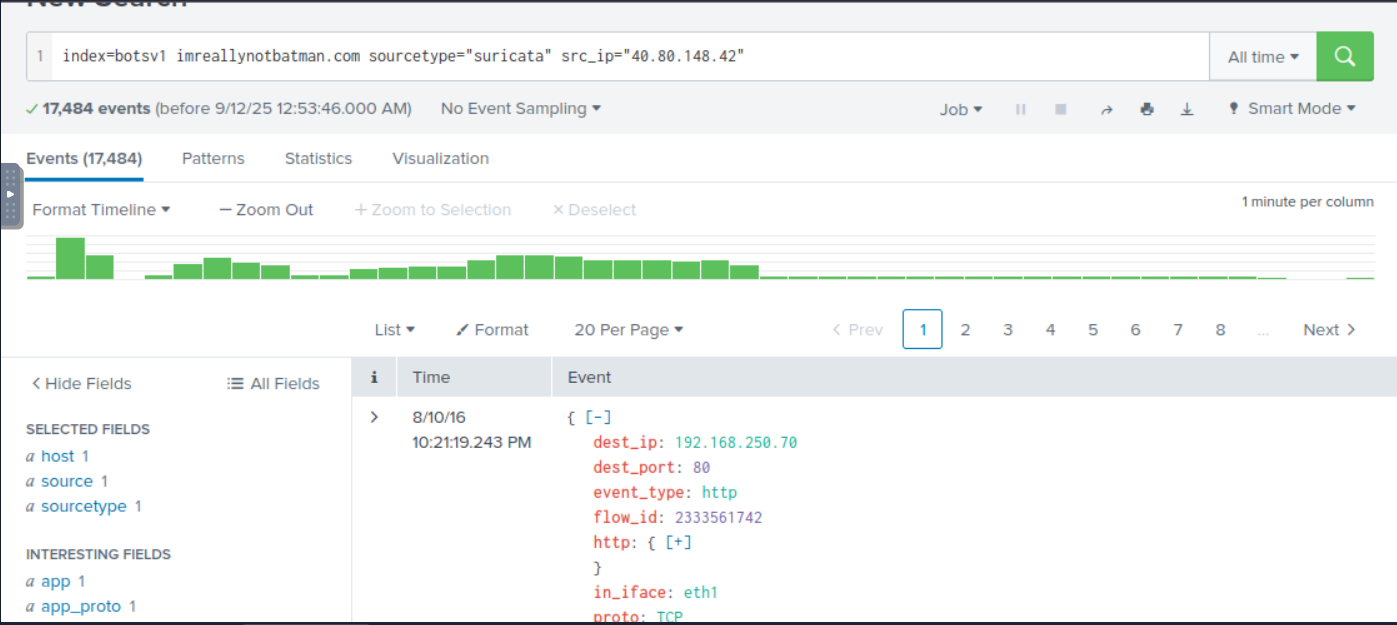 New Search
1 index=botsv1 imreallynotbatman.com sourcetype="suricata" src_ip="40.80.148.42" All time
17,484 events (before 9/12/25 12:53:46.000 AM) No Event Sampling Job Smart Mode
Events (17,484) Patterns Statistics Visualization
Format Timeline — Zoom Out + Zoom to Selection × Deselect 1 minute per column
List Format 20 Per Page < Prev 1 2 3 4 5 6 7 8 ... Next >
< Hide Fields All Fields i Time Event
SELECTED FIELDS
a host 1
a source 1
a sourcetype 1
INTERESTING FIELDS
a app 1
a app_proto 1
> 8/10/16
10:21:19.243 PM
{ [-]
dest_ip: 192.168.250.70
dest_port: 80
event_type: http
flow_id: 2333561742
http: { [+]
}
in_iface: eth1
proto: TCP